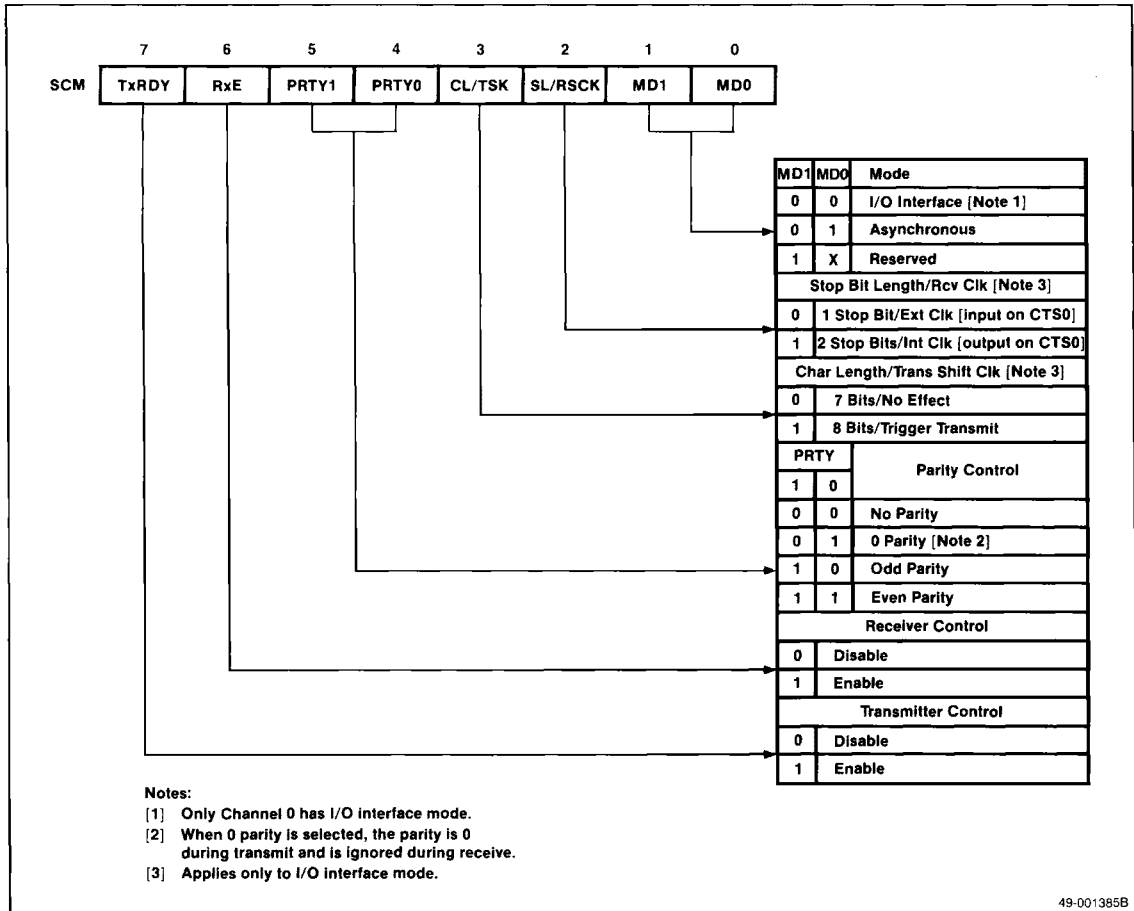 7 6 5 4 3 2 1 0
SCM TxRDY RxE PRTY1 PRTY0 CL/TSK SL/RSCK MD1 MD0
MD1 MD0 Mode
0 0 I/O Interface [Note 1]
0 1 Asynchronous
1 X Reserved
Stop Bit Length/Rcv Clk [Note 3]
0 1 Stop Bit/Ext Clk [input on CTS0]
1 2 Stop Bits/Int Clk [output on CTS0]
Char Length/Trans Shift Clk [Note 3]
0 7 Bits/No Effect
1 8 Bits/Trigger Transmit
PRTY Parity Control
1 0
0 0 No Parity
0 1 0 Parity [Note 2]
1 0 Odd Parity
1 1 Even Parity
Receiver Control
0 Disable
1 Enable
Transmitter Control
0 Disable
1 Enable
Notes:
[1] Only Channel 0 has I/O interface mode.
[2] When 0 parity is selected, the parity is 0
during transmit and is ignored during receive.
[3] Applies only to I/O interface mode.
49-001385B